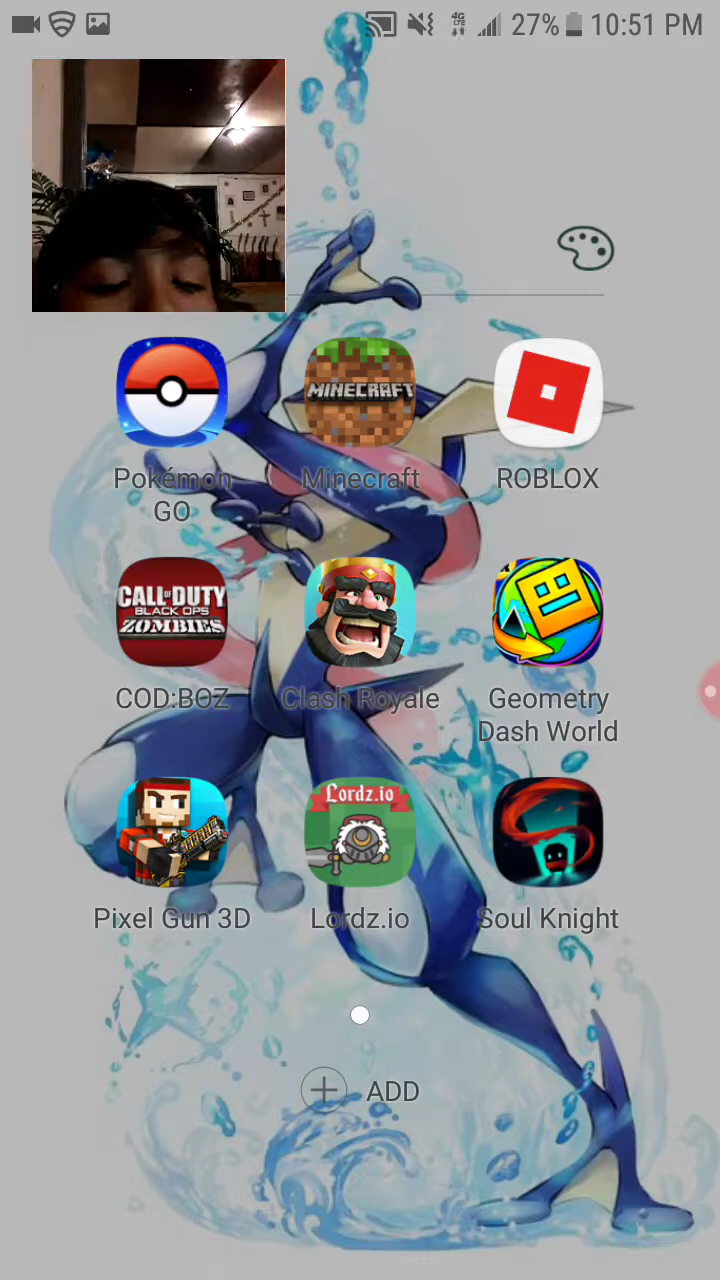 4G
LTE
27%
10:51 PM
MINECRAFT
Pokémon
GO
Minecraft
ROBLOX
CALL OF DUTY
BLACK OPS
ZOMBIES
COD:BOZ
Clash Royale
Geometry
Dash World
Lordz.io
Pixel Gun 3D
Lordz.io
Soul Knight
ADD